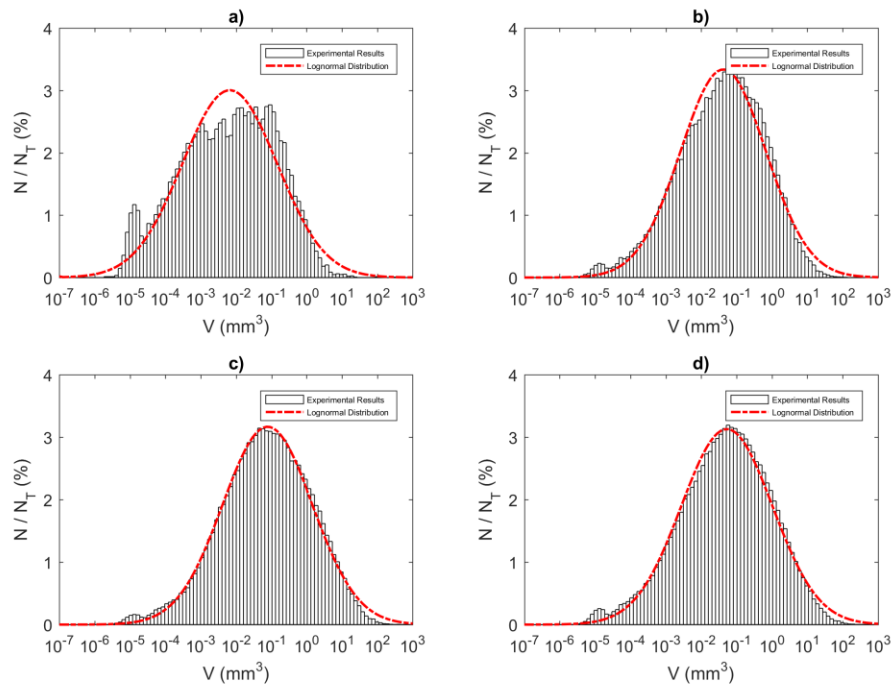 a)
4
3
2
1
0
N / N_T (%)
Experimental Results
Lognormal Distribution
10^-7 10^-6 10^-5 10^-4 10^-3 10^-2 10^-1 10^0 10^1 10^2 10^3
V (mm^3)
b)
4
3
2
1
0
N / N_T (%)
Experimental Results
Lognormal Distribution
10^-7 10^-6 10^-5 10^-4 10^-3 10^-2 10^-1 10^0 10^1 10^2 10^3
V (mm^3)
c)
4
3
2
1
0
N / N_T (%)
Experimental Results
Lognormal Distribution
10^-7 10^-6 10^-5 10^-4 10^-3 10^-2 10^-1 10^0 10^1 10^2 10^3
V (mm^3)
d)
4
3
2
1
0
N / N_T (%)
Experimental Results
Lognormal Distribution
10^-7 10^-6 10^-5 10^-4 10^-3 10^-2 10^-1 10^0 10^1 10^2 10^3
V (mm^3)